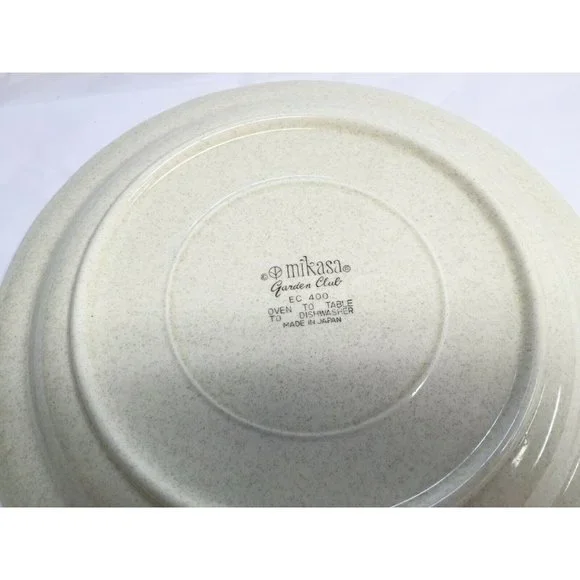 © mikasa ®
Garden Club
EC 400
OVEN TO TABLE
TO DISHWASHER
MADE IN JAPAN